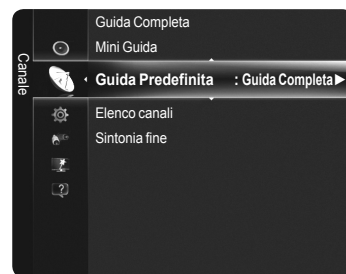 Canale
Guida Completa
Mini Guida
Guida Predefinita : Guida Completa►
Elenco canali
Sintonia fine